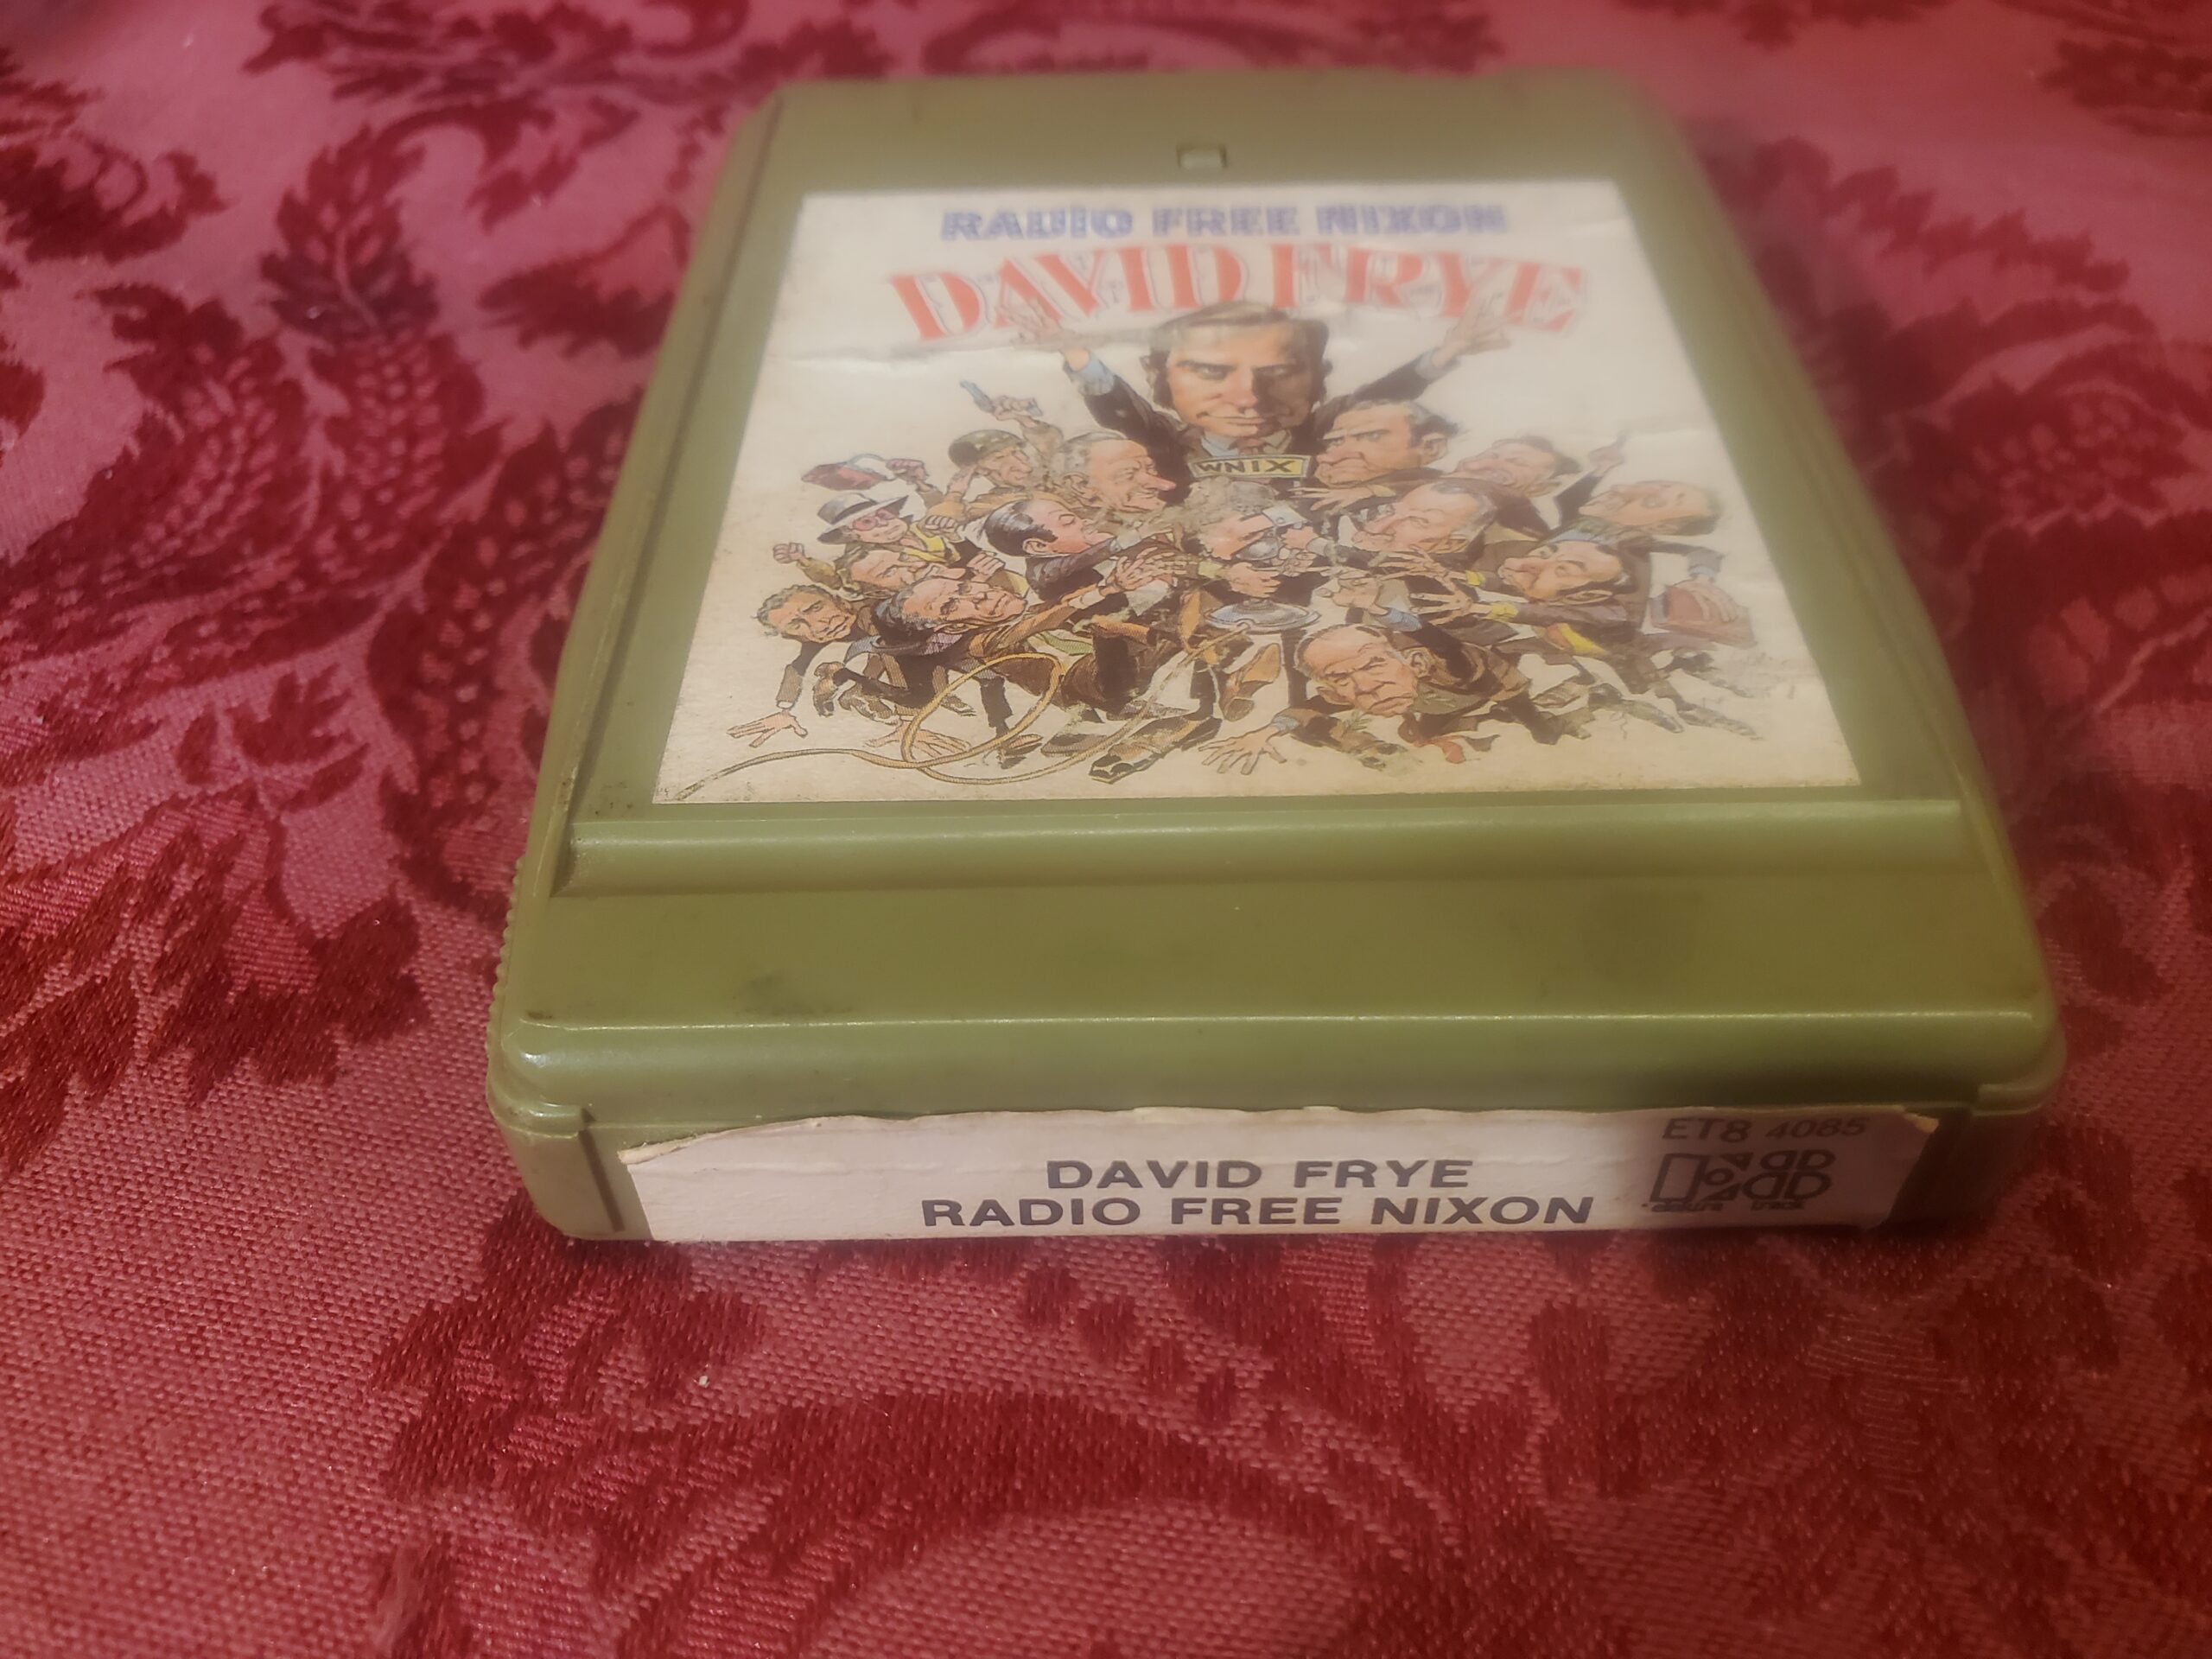 RADIO FREE NIXON
DAVID FRYE
WNIX
ET8 4085
DAVID FRYE
RADIO FREE NIXON